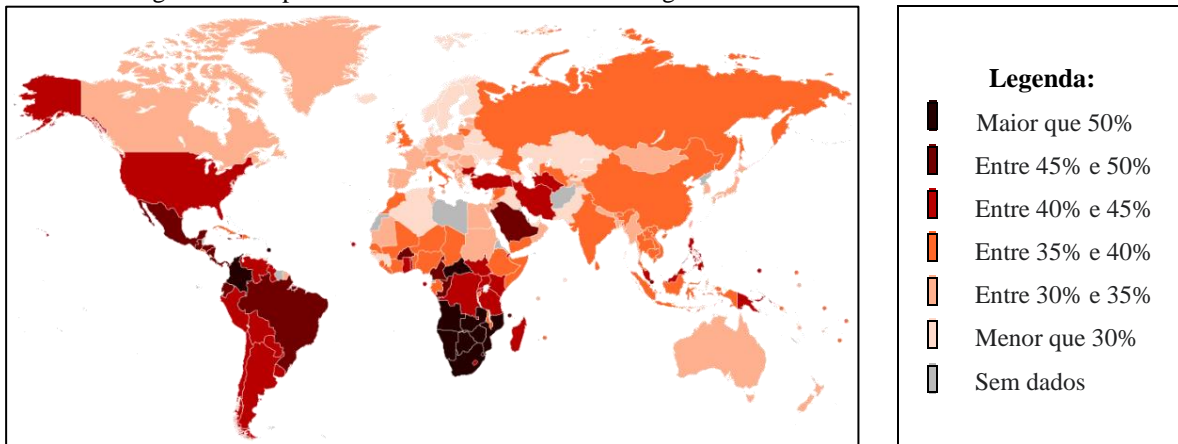 Legenda:
Maior que 50%
Entre 45% e 50%
Entre 40% e 45%
Entre 35% e 40%
Entre 30% e 35%
Menor que 30%
Sem dados